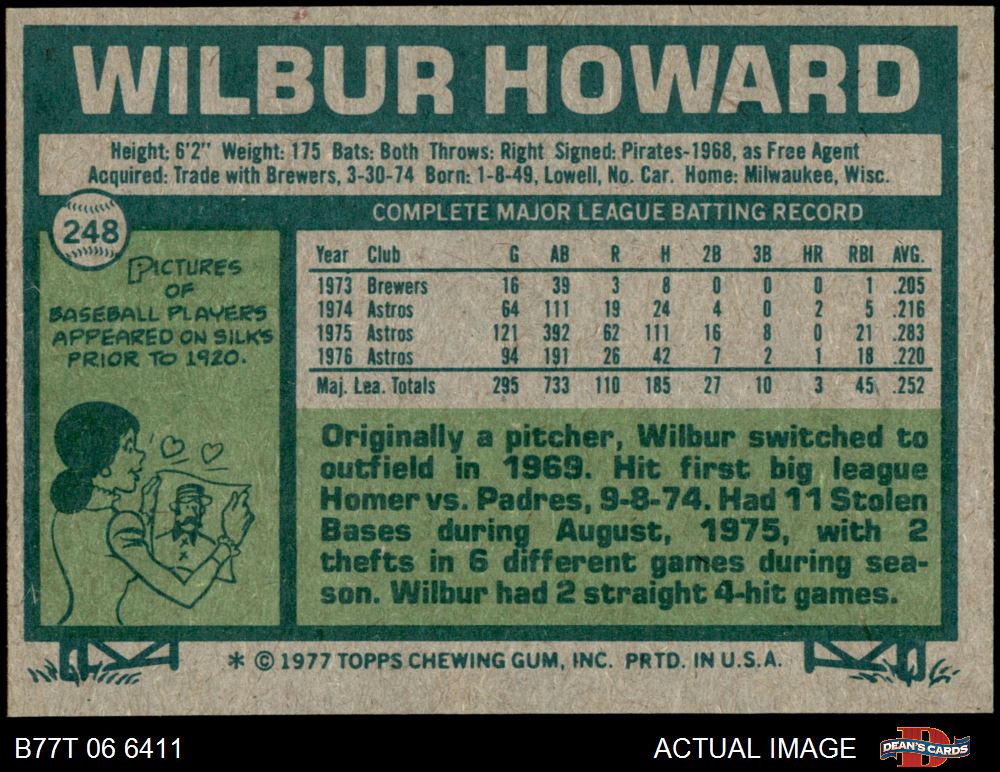 WILBUR HOWARD
Height: 6'2" Weight: 175 Bats: Both Throws: Right Signed: Pirates-1968, as Free Agent
Acquired: Trade with Brewers, 3-30-74 Born: 1-8-49, Lowell, No. Car. Home: Milwaukee, Wisc.
248
PICTURES
OF
BASEBALL PLAYERS
APPEARED ON SILKS
PRIOR TO 1920.
COMPLETE MAJOR LEAGUE BATTING RECORD
Year Club G AB R H 2B 3B HR RBI AVG.
1973 Brewers 16 39 3 8 0 0 0 1 .205
1974 Astros 64 111 19 24 4 0 2 5 .216
1975 Astros 121 392 62 111 16 8 0 21 .283
1976 Astros 94 191 26 42 7 2 1 18 .220
Maj. Lea. Totals 295 733 110 185 27 10 3 45 .252
Originally a pitcher, Wilbur switched to
outfield in 1969. Hit first big league
Homer vs. Padres, 9-8-74. Had 11 Stolen
Bases during August, 1975, with 2
thefts in 6 different games during sea-
son. Wilbur had 2 straight 4-hit games.
* © 1977 TOPPS CHEWING GUM, INC. PRTD. IN U.S.A.
B77T 06 6411
ACTUAL IMAGE
DEAN'S CARDS